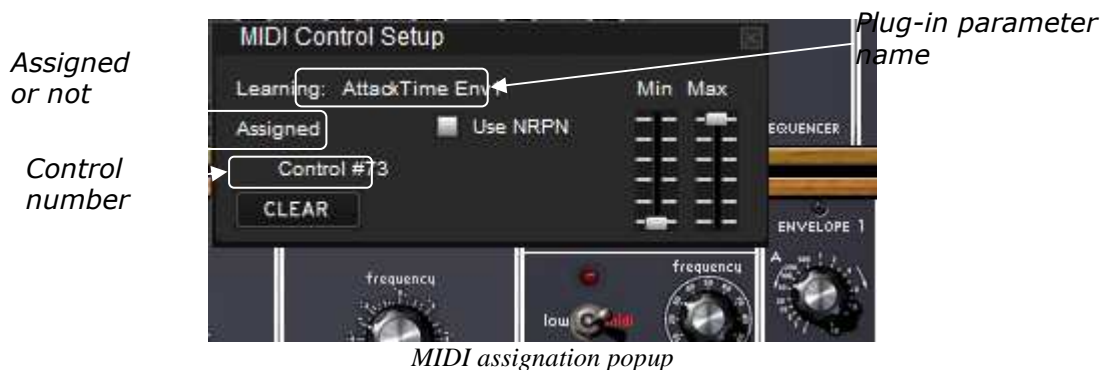 Plug-in parameter
name
Assigned
or not
Control
number
MIDI Control Setup
Learning: AttackTime Env1
Min Max
Assigned
Use NRPN
Control #73
CLEAR
EQUENCER
ENVELOPE 1
A
frequency
frequency
low
midi
MIDI assignation popup